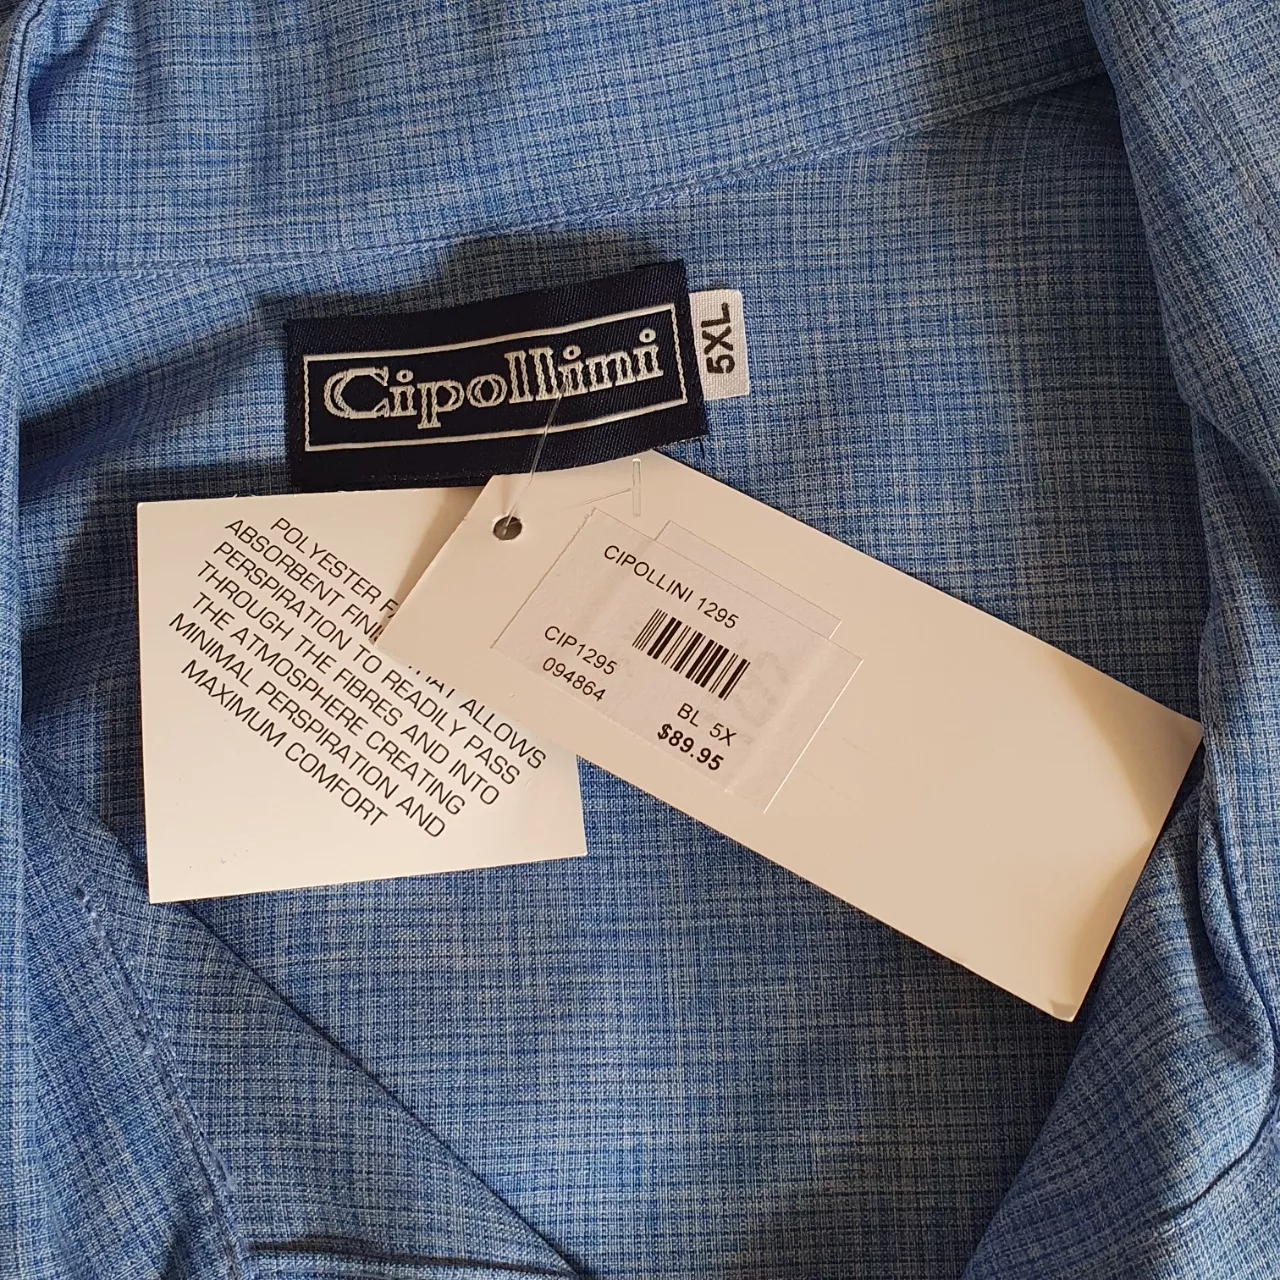 Cipollini
5XL
POLYESTER
ABSORBENT
PERSPIRATION TO READILY PASS
THROUGH THE FIBRES AND INTO
THE ATMOSPHERE CREATING
MINIMAL PERSPIRATION AND
MAXIMUM COMFORT
ALLOWS
CIPOLLINI 1295
CIP1295
094864
BL 5X
$89.95